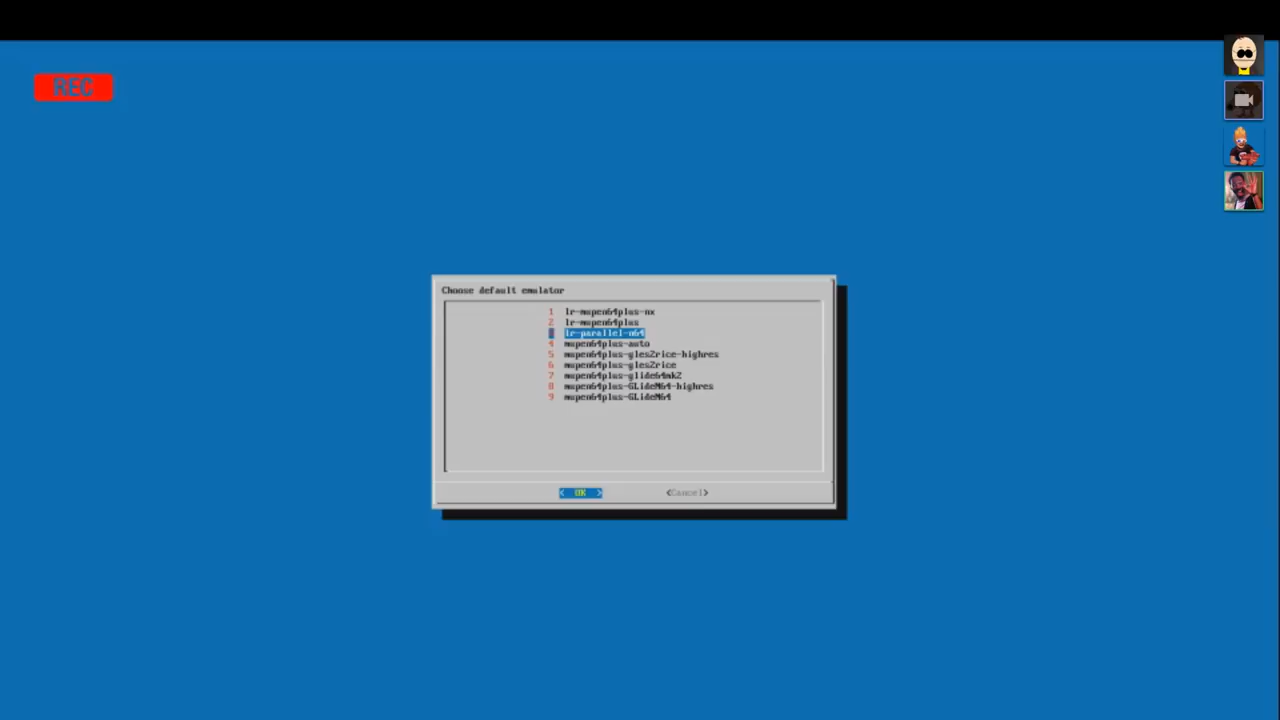 REC
Choose default emulator
1 lr-mupen64plus-nx
2 lr-mupen64plus
3 lr-parallel-n64
4 mupen64plus-auto
5 mupen64plus-gles2rice-highres
6 mupen64plus-gles2rice
7 mupen64plus-glide64mk2
8 mupen64plus-GLideN64-highres
9 mupen64plus-GLideN64
< OK > <Cancel>